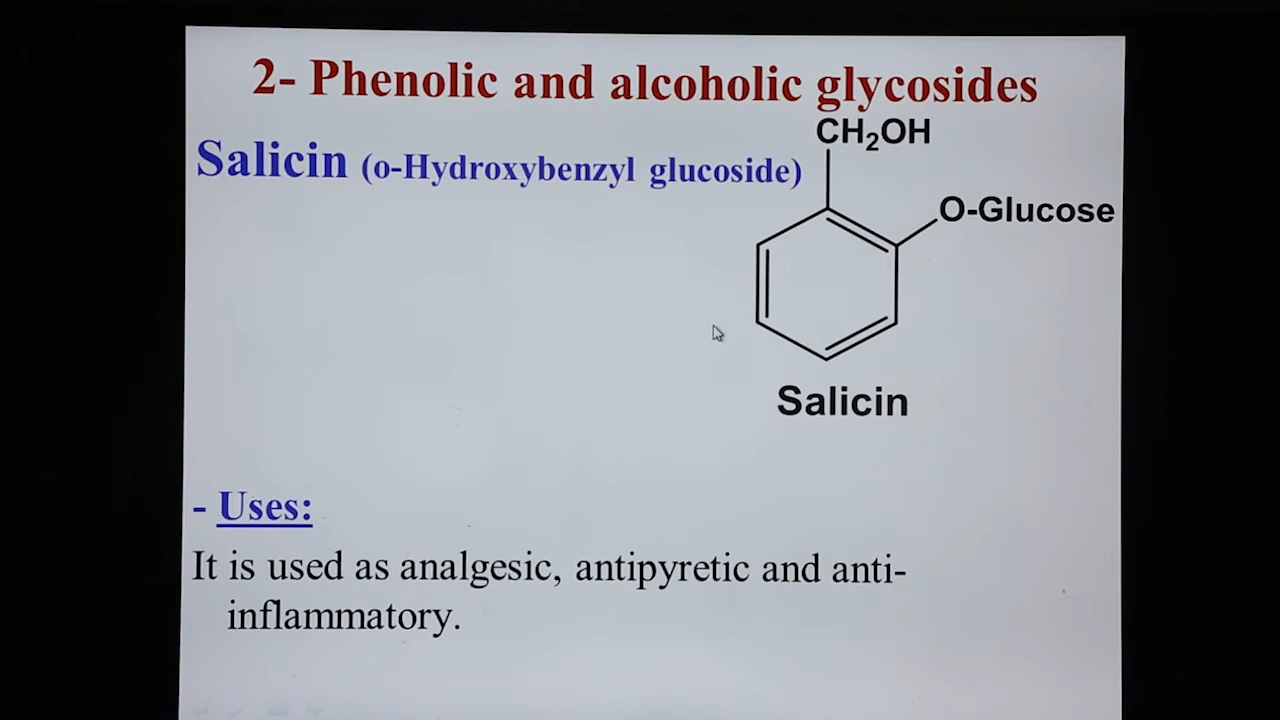 2- Phenolic and alcoholic glycosides
CH₂OH
Salicin (o-Hydroxybenzyl glucoside)
O-Glucose
Salicin
- Uses:
It is used as analgesic, antipyretic and anti-
inflammatory.